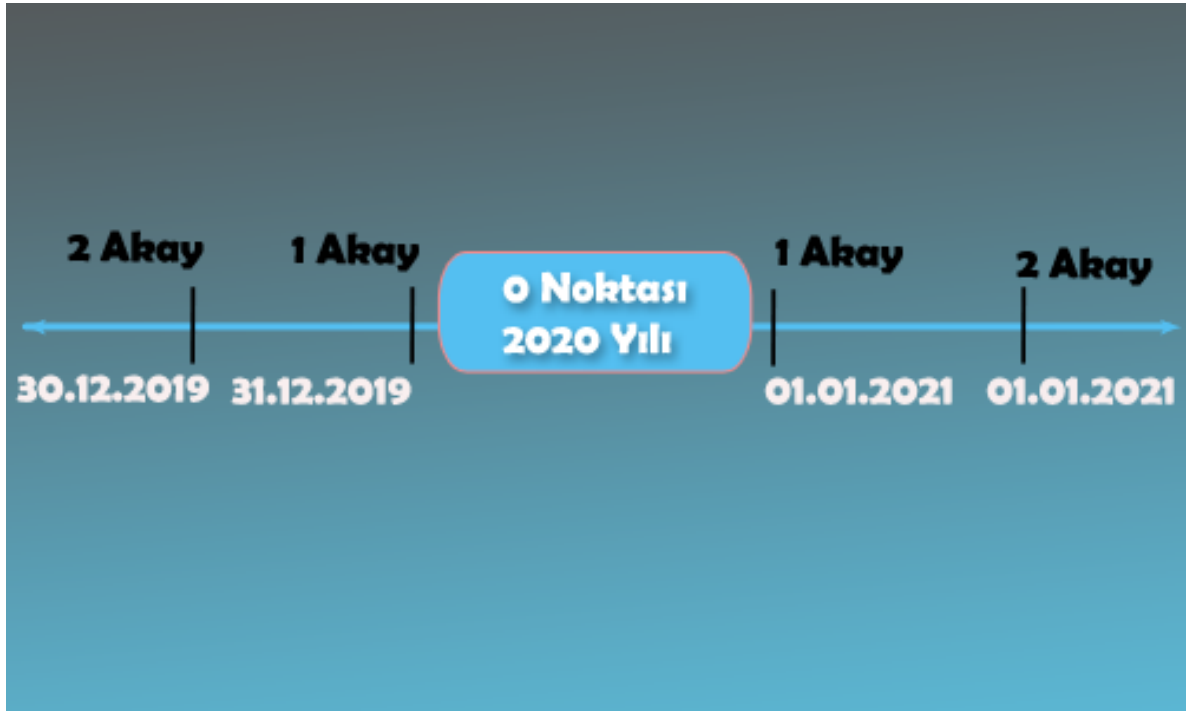 2 Akay
1 Akay
0 Noktası
2020 Yılı
1 Akay
2 Akay
30.12.2019
31.12.2019
01.01.2021
01.01.2021